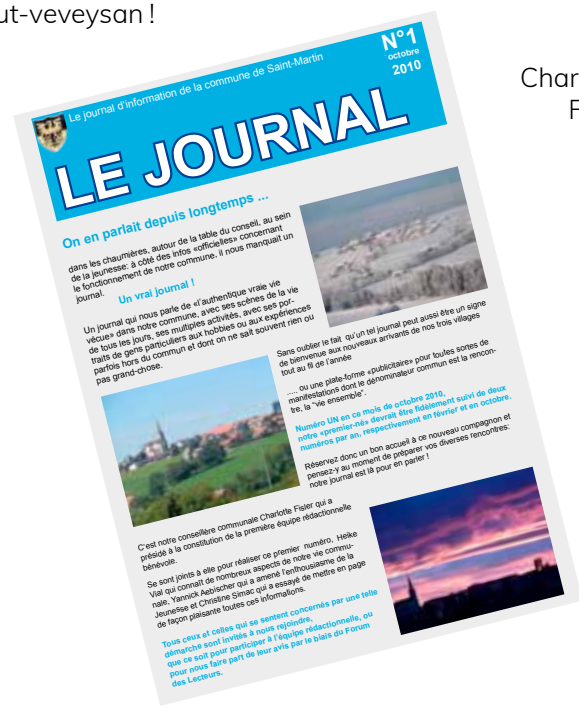 ut-veveysan !
Char
F
Le journal d'information de la commune de Saint-Martin
N°1
octobre
2010
LE JOURNAL
On en parlait depuis longtemps ...
dans les chaumières, autour de la table du conseil, au sein
de la jeunesse: à côté des infos «officielles» concernant
le fonctionnement de notre commune, il nous manquait un
journal.
Un vrai journal !
Un journal qui nous parle de «l'authentique vraie vie
vécue» dans notre commune, avec ses scènes de la vie
de tous les jours, ses multiples activités, avec ses por-
traits de gens particuliers aux hobbies ou aux expériences
parfois hors du commun et dont on ne sait souvent rien ou
pas grand-chose.
Sans oublier le fait qu'un tel journal peut aussi être un signe
de bienvenue aux nouveaux arrivants de nos trois villages
tout au fil de l'année
..... ou une plate-forme «publicitaire» pour toutes sortes de
manifestations dont le dénominateur commun est la rencon-
tre, la "vie ensemble".
Numéro UN en ce mois de octobre 2010,
notre «premier-né» devrait être fidèlement suivi de deux
numéros par an, respectivement en février et en octobre.
Réservez donc un bon accueil à ce nouveau compagnon et
pensez-y au moment de préparer vos diverses rencontres:
notre journal est là pour en parler !
C'est notre conseillère communale Charlotte Fisler qui a
présidé à la constitution de la première équipe rédactionnelle
bénévole.
Se sont joints à elle pour réaliser ce premier numéro, Heike
Vial qui connaît de nombreux aspects de notre vie commu-
nale, Yannick Aebischer qui a amené l'enthousiasme de la
Jeunesse et Christine Simac qui a essayé de mettre en page
de façon plaisante toutes ces informations.
Tous ceux et celles qui se sentent concernés par une telle
démarche sont invités à nous rejoindre,
que ce soit pour participer à l'équipe rédactionnelle, ou
pour nous faire part de leur avis par le biais du Forum
des Lecteurs.